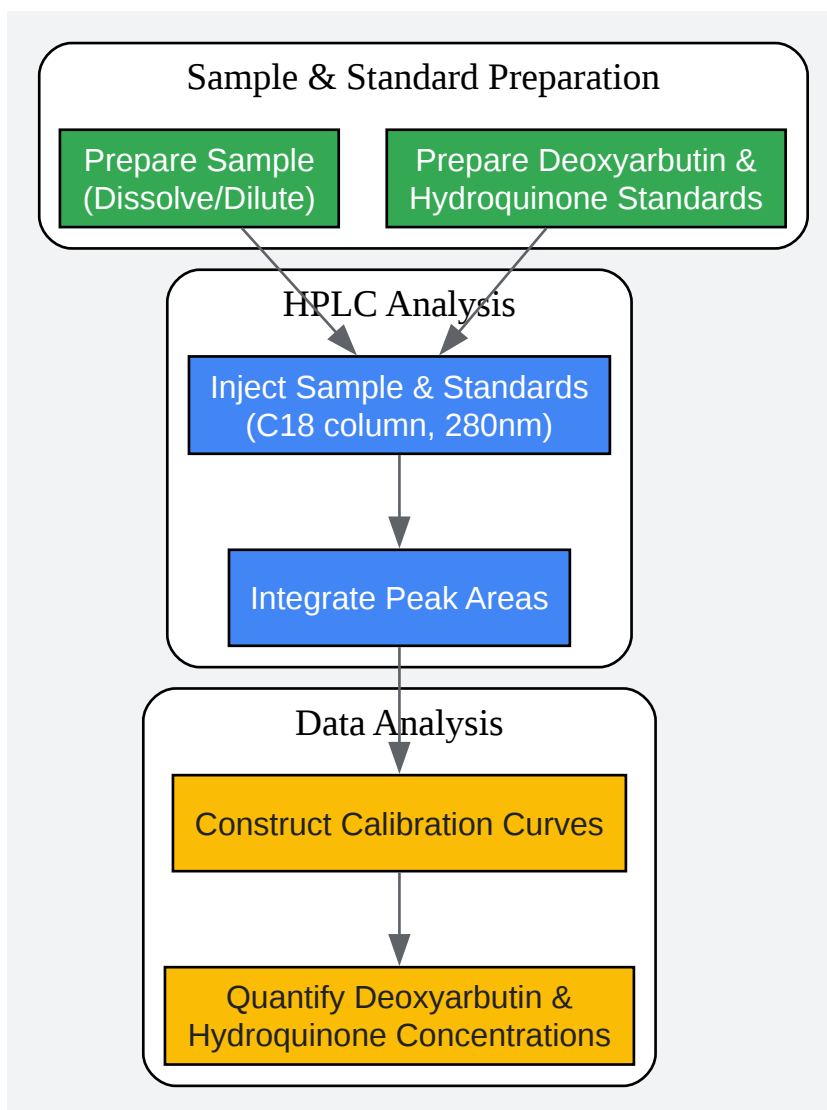 Sample & Standard Preparation
Prepare Sample
(Dissolve/Dilute)
Prepare Deoxyarbutin &
Hydroquinone Standards
HPLC Analysis
Inject Sample & Standards
(C18 column, 280nm)
Integrate Peak Areas
Data Analysis
Construct Calibration Curves
Quantify Deoxyarbutin &
Hydroquinone Concentrations